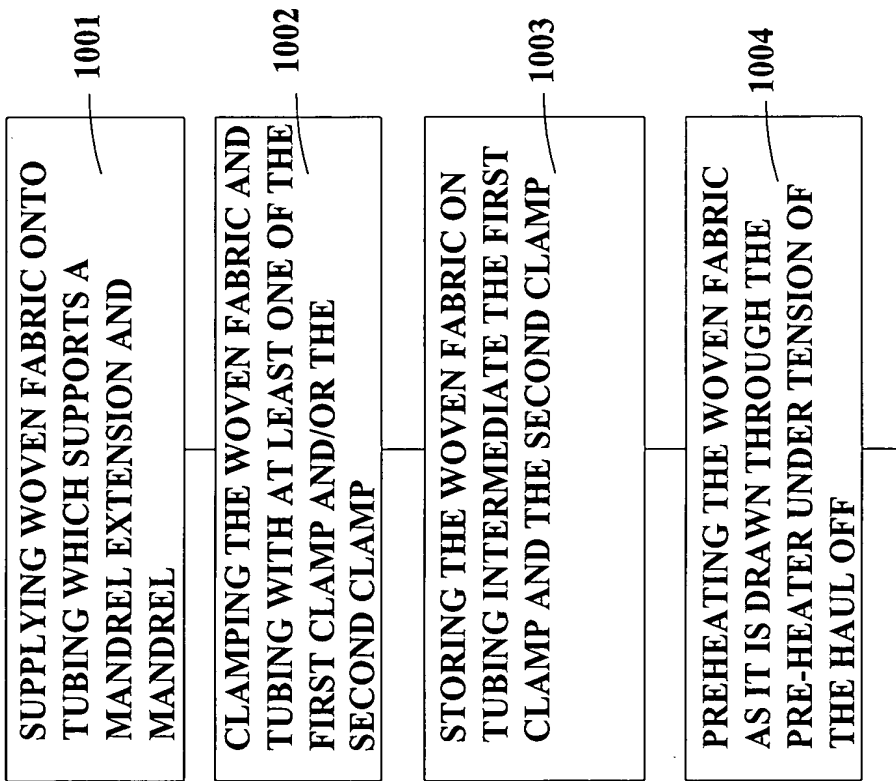 SUPPLYING WOVEN FABRIC ONTO
TUBING WHICH SUPPORTS A
MANDREL EXTENSION AND
MANDREL
1001
CLAMPING THE WOVEN FABRIC AND
TUBING WITH AT LEAST ONE OF THE
FIRST CLAMP AND/OR THE
SECOND CLAMP
1002
STORING THE WOVEN FABRIC ON
TUBING INTERMEDIATE THE FIRST
CLAMP AND THE SECOND CLAMP
1003
PREHEATING THE WOVEN FABRIC
AS IT IS DRAWN THROUGH THE
PRE-HEATER UNDER TENSION OF
THE HAUL OFF
1004